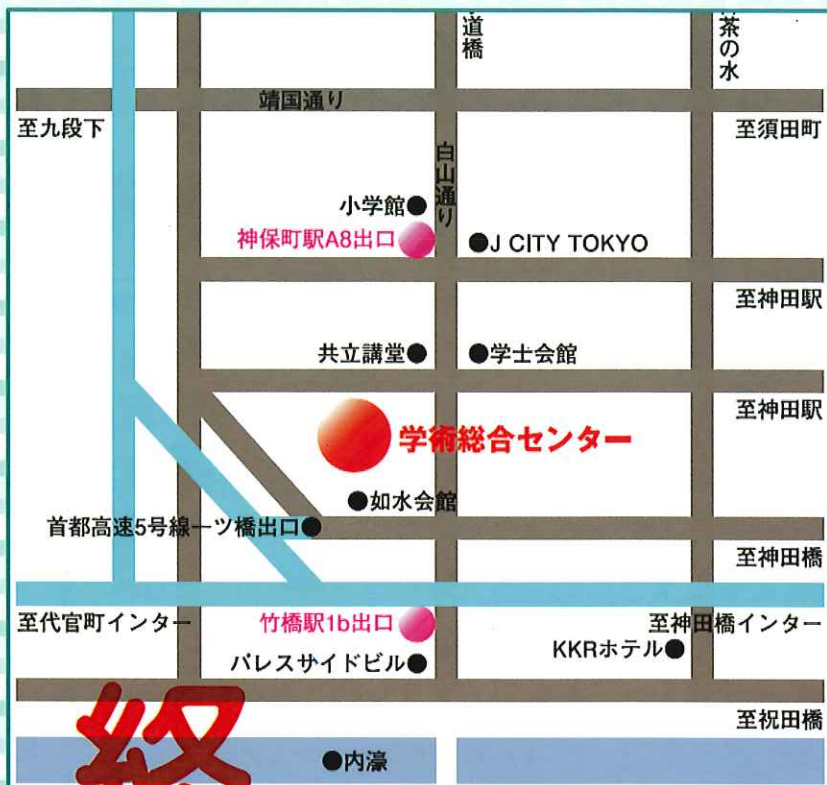 道橋
茶の水
靖国通り
至九段下
至須田町
白山通り
小学館
神保町駅A8出口
J CITY TOKYO
至神田駅
共立講堂
学士会館
至神田駅
学術総合センター
如水会館
首都高速5号線一ツ橋出口
至神田橋
至代官町インター
竹橋駅1b出口
至神田橋インター
パレスサイドビル
KKRホテル
至祝田橋
終
内濠